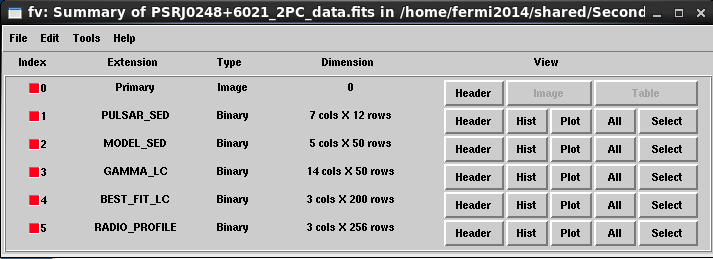 fv: Summary of PSRJ0248+6021_2PC_data.fits in /home/fermi2014/shared/Second
File Edit Tools Help
Index Extension Type Dimension View
0 Primary Image 0 Header Image Table
1 PULSAR_SED Binary 7 cols X 12 rows Header Hist Plot All Select
2 MODEL_SED Binary 5 cols X 50 rows Header Hist Plot All Select
3 GAMMA_LC Binary 14 cols X 50 rows Header Hist Plot All Select
4 BEST_FIT_LC Binary 3 cols X 200 rows Header Hist Plot All Select
5 RADIO_PROFILE Binary 3 cols X 256 rows Header Hist Plot All Select